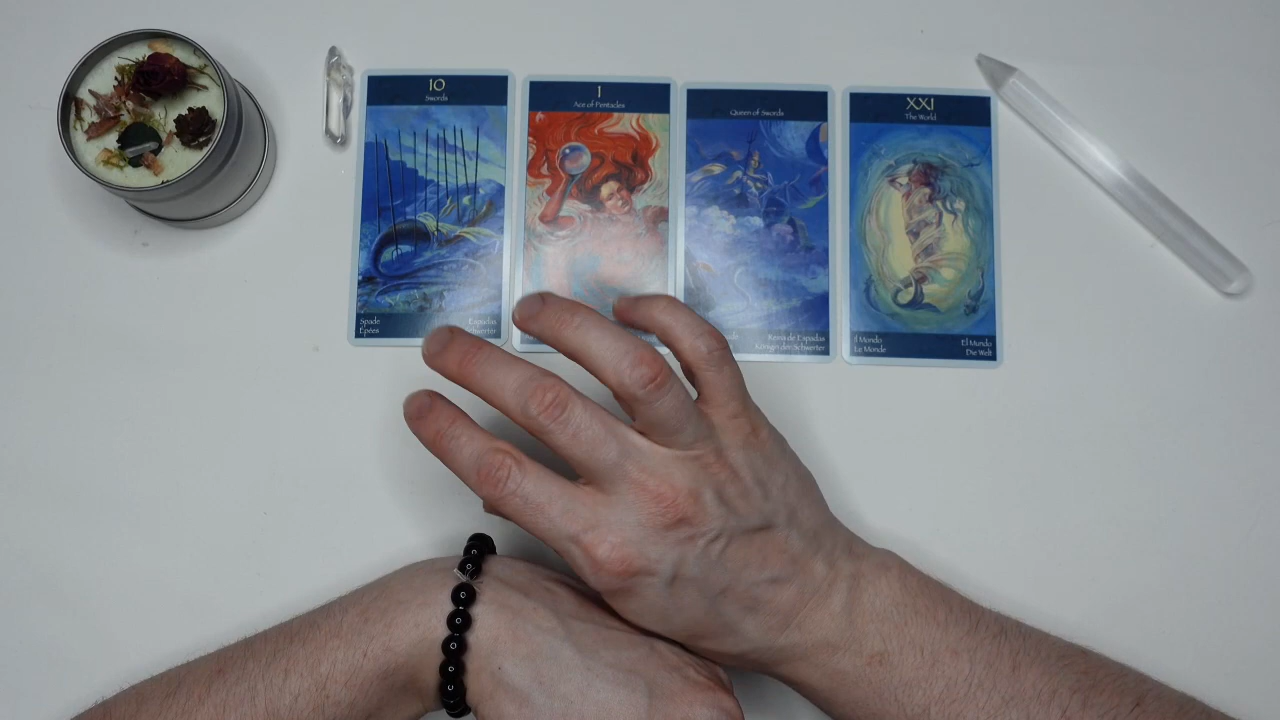 10
Swords
Spade
Épées
Espadas
Schwerter
I
Ace of Pentacles
Queen of Swords
Reina de Espadas
Königin der Schwerter
XXI
The World
Il Mondo
Le Monde
El Mundo
Die Welt